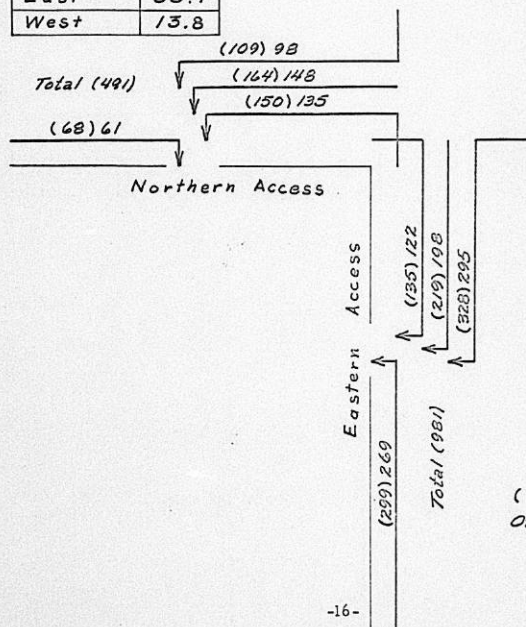 West 13.8
(109) 98
Total (491)
(164) 148
(150) 135
(68) 61
Northern Access
Eastern Access
(135) 122
(219) 198
(328) 295
(299) 269
Total (981)
-16-